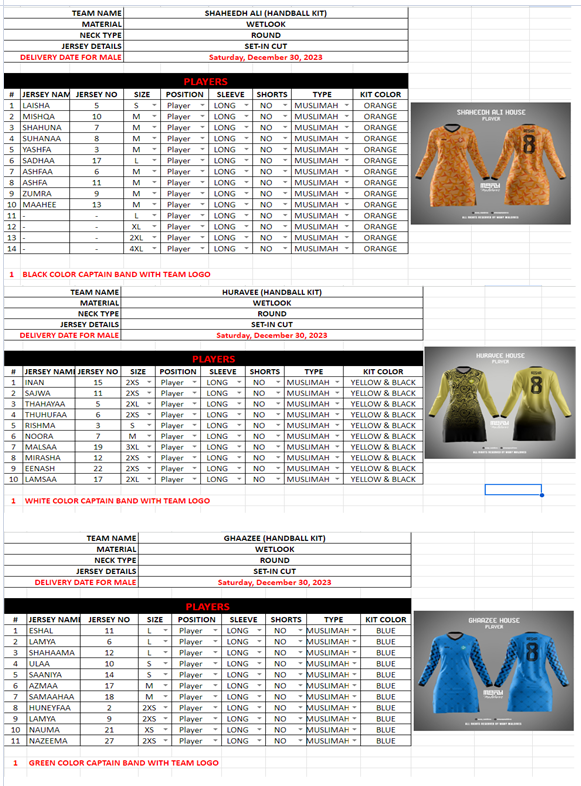 TEAM NAME SHAHEEDH ALI (HANDBALL KIT)
MATERIAL WETLOOK
NECK TYPE ROUND
JERSEY DETAILS SET-IN CUT
DELIVERY DATE FOR MALE Saturday, December 30, 2023
PLAYERS
# JERSEY NAM JERSEY NO SIZE POSITION SLEEVE SHORTS TYPE KIT COLOR
1 LAISHA 5 S Player LONG NO MUSLIMAH ORANGE
2 MISHQA 10 M Player LONG NO MUSLIMAH ORANGE
3 SHAHUNA 7 M Player LONG NO MUSLIMAH ORANGE
4 SUHANAA 8 M Player LONG NO MUSLIMAH ORANGE
5 YASHFA 3 M Player LONG NO MUSLIMAH ORANGE
6 SADHAA 17 L Player LONG NO MUSLIMAH ORANGE
7 ASHFAA 6 M Player LONG NO MUSLIMAH ORANGE
8 ASHFA 11 M Player LONG NO MUSLIMAH ORANGE
9 ZUMRA 9 M Player LONG NO MUSLIMAH ORANGE
10 MAAHEE 13 M Player LONG NO MUSLIMAH ORANGE
11 - - L Player LONG NO MUSLIMAH ORANGE
12 - - XL Player LONG NO MUSLIMAH ORANGE
13 - - 2XL Player LONG NO MUSLIMAH ORANGE
14 - - 4XL Player LONG NO MUSLIMAH ORANGE
SHAHEEDH ALI HOUSE
PLAYER
8
1 BLACK COLOR CAPTAIN BAND WITH TEAM LOGO
TEAM NAME HURAVEE (HANDBALL KIT)
MATERIAL WETLOOK
NECK TYPE ROUND
JERSEY DETAILS SET-IN CUT
DELIVERY DATE FOR MALE Saturday, December 30, 2023
PLAYERS
# JERSEY NAMI JERSEY NO SIZE POSITION SLEEVE SHORTS TYPE KIT COLOR
1 INAN 15 2XS Player LONG NO MUSLIMAH YELLOW & BLACK
2 SAJWA 11 2XS Player LONG NO MUSLIMAH YELLOW & BLACK
3 THAHAYAA 5 2XL Player LONG NO MUSLIMAH YELLOW & BLACK
4 THUHUFAA 6 2XS Player LONG NO MUSLIMAH YELLOW & BLACK
5 RISHMA 3 S Player LONG NO MUSLIMAH YELLOW & BLACK
6 NOORA 7 M Player LONG NO MUSLIMAH YELLOW & BLACK
7 MALSAA 19 3XL Player LONG NO MUSLIMAH YELLOW & BLACK
8 MIRASHA 12 2XS Player LONG NO MUSLIMAH YELLOW & BLACK
9 EENASH 22 2XS Player LONG NO MUSLIMAH YELLOW & BLACK
10 LAMSAA 17 2XL Player LONG NO MUSLIMAH YELLOW & BLACK
HURAVEE HOUSE
PLAYER
8
1 WHITE COLOR CAPTAIN BAND WITH TEAM LOGO
TEAM NAME GHAAZEE (HANDBALL KIT)
MATERIAL WETLOOK
NECK TYPE ROUND
JERSEY DETAILS SET-IN CUT
DELIVERY DATE FOR MALE Saturday, December 30, 2023
PLAYERS
# JERSEY NAMI JERSEY NO SIZE POSITION SLEEVE SHORTS TYPE KIT COLOR
1 ESHAL 11 L Player LONG NO MUSLIMAH BLUE
2 LAMYA 6 L Player LONG NO MUSLIMAH BLUE
3 SHAHAAMA 12 L Player LONG NO MUSLIMAH BLUE
4 ULAA 10 S Player LONG NO MUSLIMAH BLUE
5 SAANIYA 14 S Player LONG NO MUSLIMAH BLUE
6 AZMAA 17 M Player LONG NO MUSLIMAH BLUE
7 SAMAAHAA 18 M Player LONG NO MUSLIMAH BLUE
8 HUNEYFAA 2 2XS Player LONG NO MUSLIMAH BLUE
9 LAMYA 9 2XS Player LONG NO MUSLIMAH BLUE
10 NAUMA 21 XS Player LONG NO MUSLIMAH BLUE
11 NAZEEMA 27 2XS Player LONG NO MUSLIMAH BLUE
GHAAZEE HOUSE
PLAYER
8
1 GREEN COLOR CAPTAIN BAND WITH TEAM LOGO